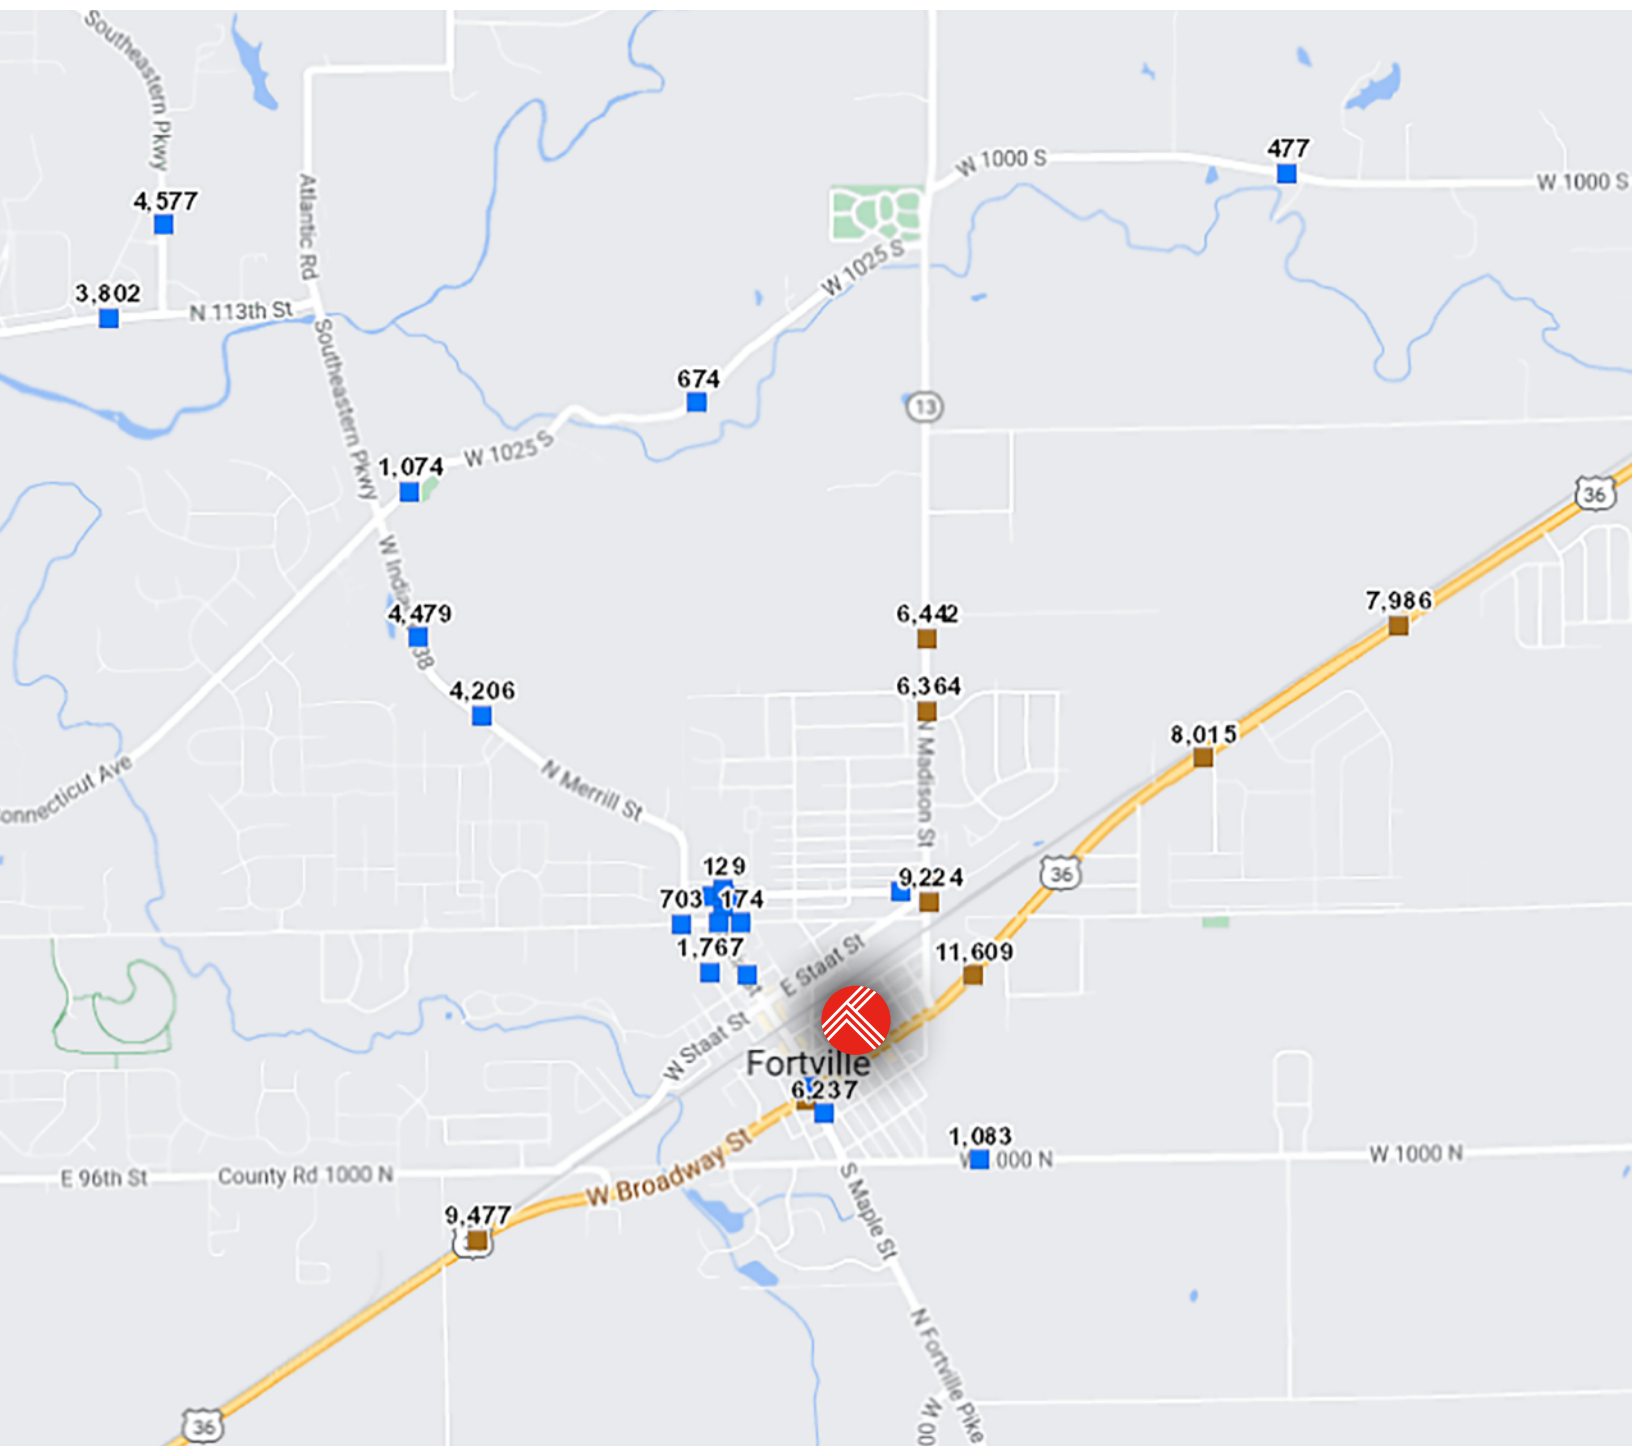 Southeastern Pkwy
477
W 1000 S
W 1000 S
4,577
Atlantic Rd
W 1025 S
3,802
N 113th St
Southeastern Pkwy
674
13
W 1025 S
1,074
36
W India
4,479
38
6,442
7,986
4,206
6,364
8,015
N Madison St
N Merrill St
onnecticut Ave
129
9,224
36
703
174
1,767
E Staat St
11,609
W Staat St
Fortville
6,237
1,083
W
000 N
W 1000 N
E 96th St
County Rd 1000 N
W Broadway St
S Maple St
9,477
N Fortville Pike
W 00
36